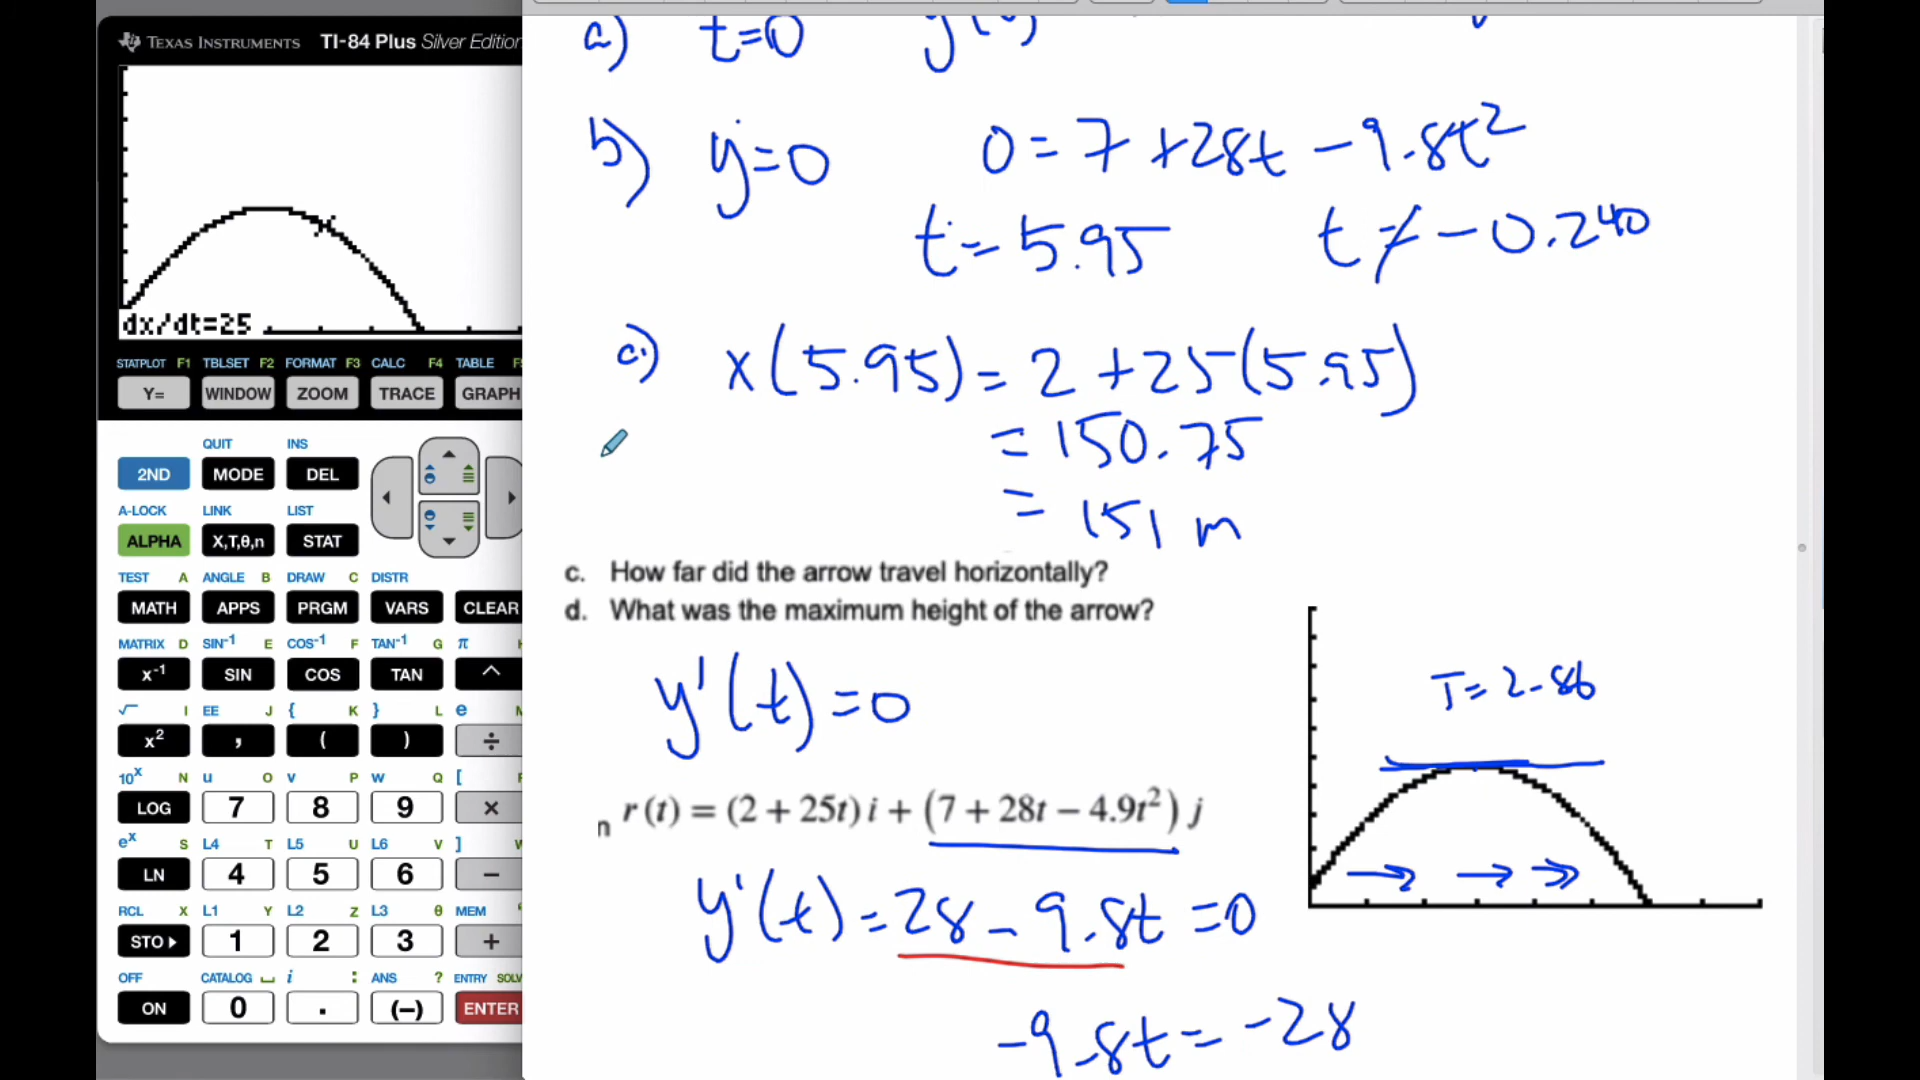 TEXAS INSTRUMENTS TI-84 Plus Silver Edition
dx/dt=25
STATPLOT F1 TBLSET F2 FORMAT F3 CALC F4 TABLE
Y= WINDOW ZOOM TRACE GRAPH
QUIT INS
2ND MODE DEL
A-LOCK LINK LIST
ALPHA X,T,θ,n STAT
TEST A ANGLE B DRAW C DISTR
MATH APPS PRGM VARS CLEAR
MATRIX D SIN⁻¹ E COS⁻¹ F TAN⁻¹ G π
x⁻¹ SIN COS TAN ^
√ I EE J { K } L e
x² , ( ) ÷
10ˣ N u O v P w Q [
LOG 7 8 9 ×
eˣ S L4 T L5 U L6 V ]
LN 4 5 6 −
RCL X L1 Y L2 Z L3 θ MEM
STO▸ 1 2 3 +
OFF CATALOG i : ANS ? ENTRY SOLV
ON 0 . (−) ENTER
a) t=0
b) y=0 0=7+28t-9.8t²
t=5.95 t≠-0.240
c) x(5.95)=2+25(5.95)
=150.75
=151 m
c. How far did the arrow travel horizontally?
d. What was the maximum height of the arrow?
y'(t)=0
T=2.86
n r(t) = (2 + 25t) i + (7 + 28t − 4.9t²) j
y'(t)=28-9.8t=0
-9.8t=-28